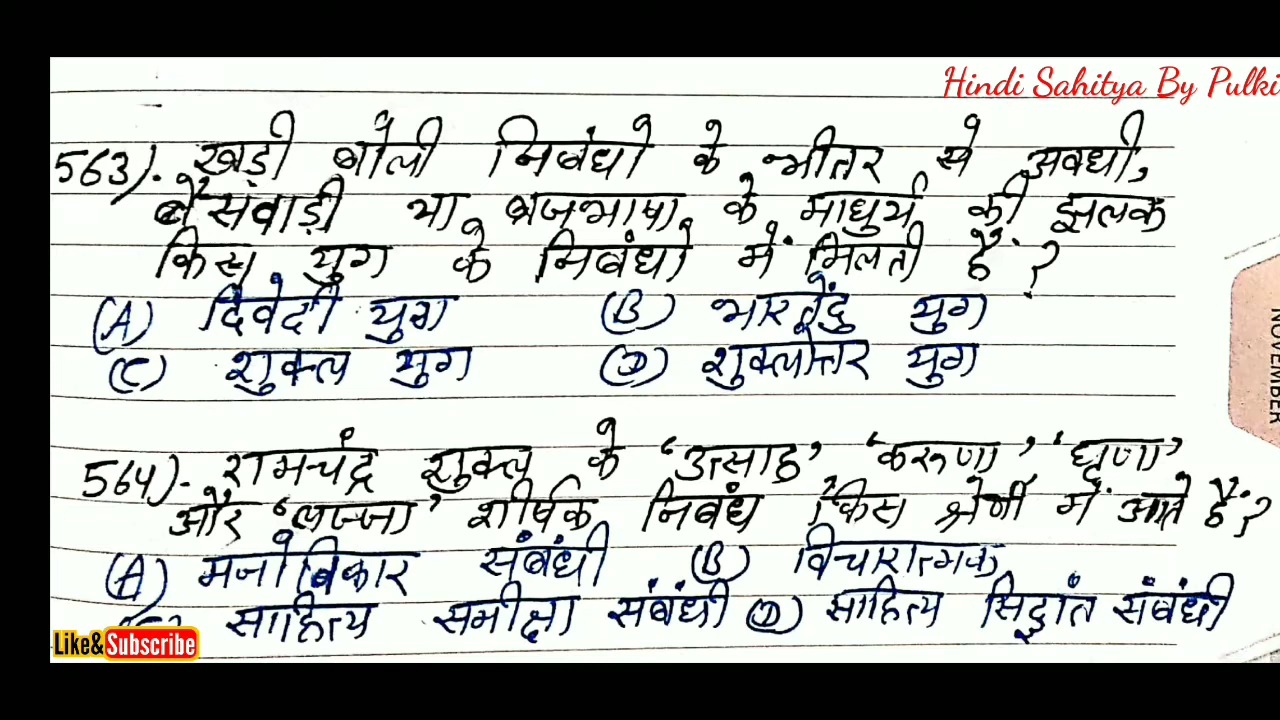 Hindi Sahitya By Pulki
563). खड़ी बोली निबंधों के भीतर से अवधी,
बैसवाड़ी या ब्रजभाषा के माधुर्य की झलक
किस युग के निबंधों में मिलती है ?
(A) द्विवेदी युग (B) भारतेंदु युग
(C) शुक्ल युग (D) शुक्लोत्तर युग
NOVEMBER
564). रामचंद्र शुक्ल के 'उत्साह' 'करुणा' 'घृणा'
और 'लज्जा' शीर्षक निबंध किस श्रेणी में आते हैं?
(A) मनोविकार संबंधी (B) विचारात्मक
साहित्य समीक्षा संबंधी (D) साहित्य सिद्धांत संबंधी
Like& Subscribe